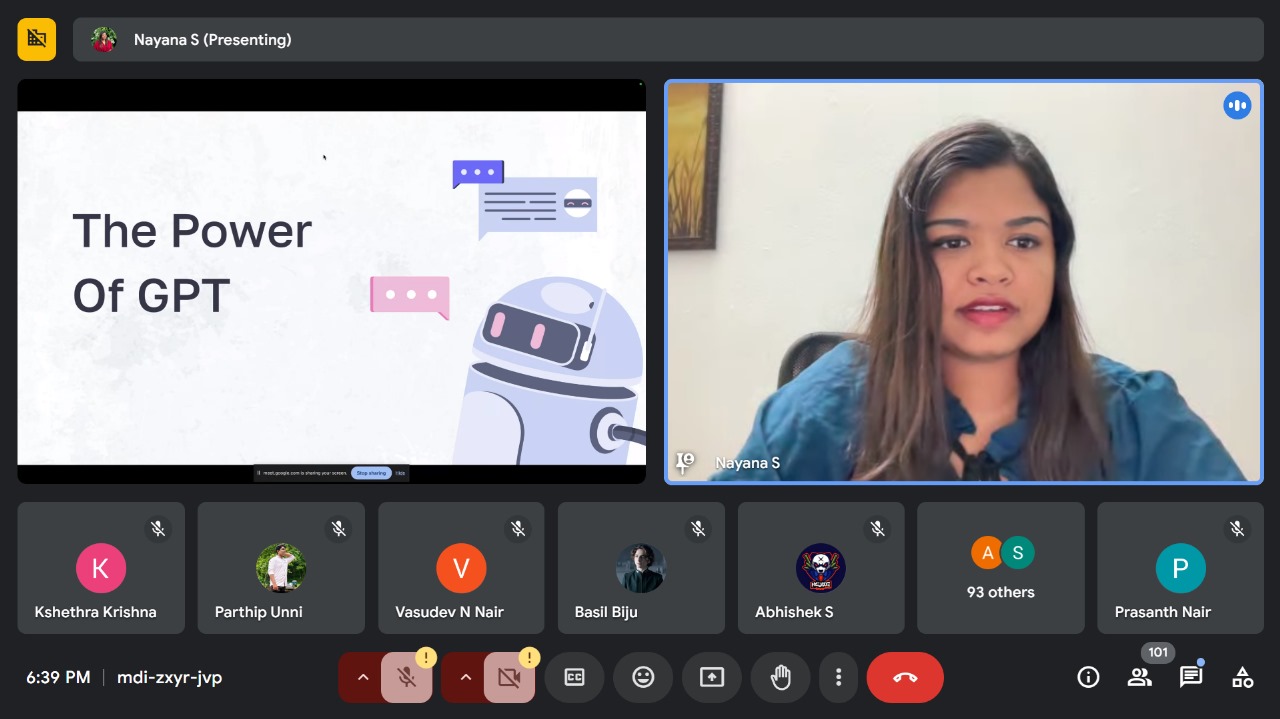 Nayana S (Presenting)
The Power
Of GPT
meet.google.com is sharing your screen.
Stop sharing
Hide
Nayana S
K
Kshethra Krishna
Parthip Unni
V
Vasudev N Nair
Basil Biju
Abhishek S
A
S
93 others
P
Prasanth Nair
6:39 PM
mdi-zxyr-jvp
!
!
CC
101